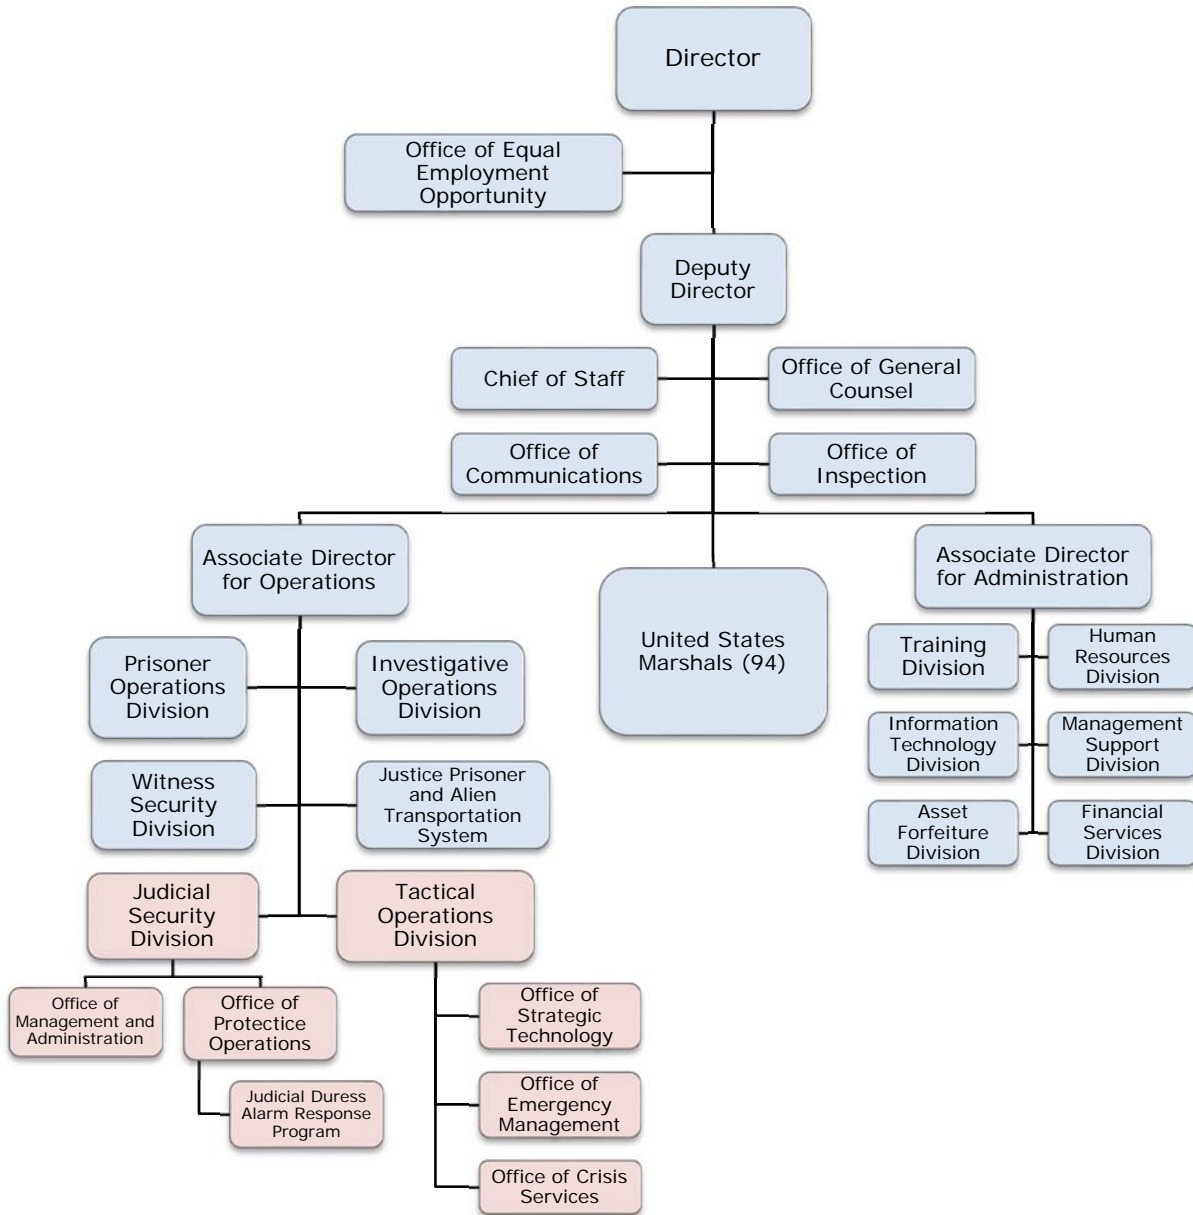 Director
Office of Equal
Employment
Opportunity
Deputy
Director
Chief of Staff
Office of General
Counsel
Office of
Communications
Office of
Inspection
Associate Director
for Operations
United States
Marshals (94)
Associate Director
for Administration
Prisoner
Operations
Division
Investigative
Operations
Division
Witness
Security
Division
Justice Prisoner
and Alien
Transportation
System
Training
Division
Human
Resources
Division
Information
Technology
Division
Management
Support
Division
Asset
Forfeiture
Division
Financial
Services
Division
Judicial
Security
Division
Tactical
Operations
Division
Office of
Management and
Administration
Office of
Protectice
Operations
Judicial Duress
Alarm Response
Program
Office of
Strategic
Technology
Office of
Emergency
Management
Office of Crisis
Services